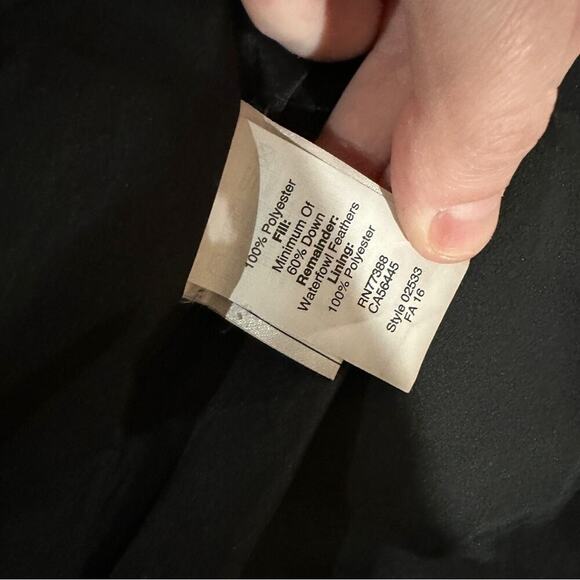 100% Polyester
Fill:
Minimum Of
60% Down
Remainder:
Waterfowl Feathers
Lining:
100% Polyester
RN77388
CA56445
Style 02533
FA 16